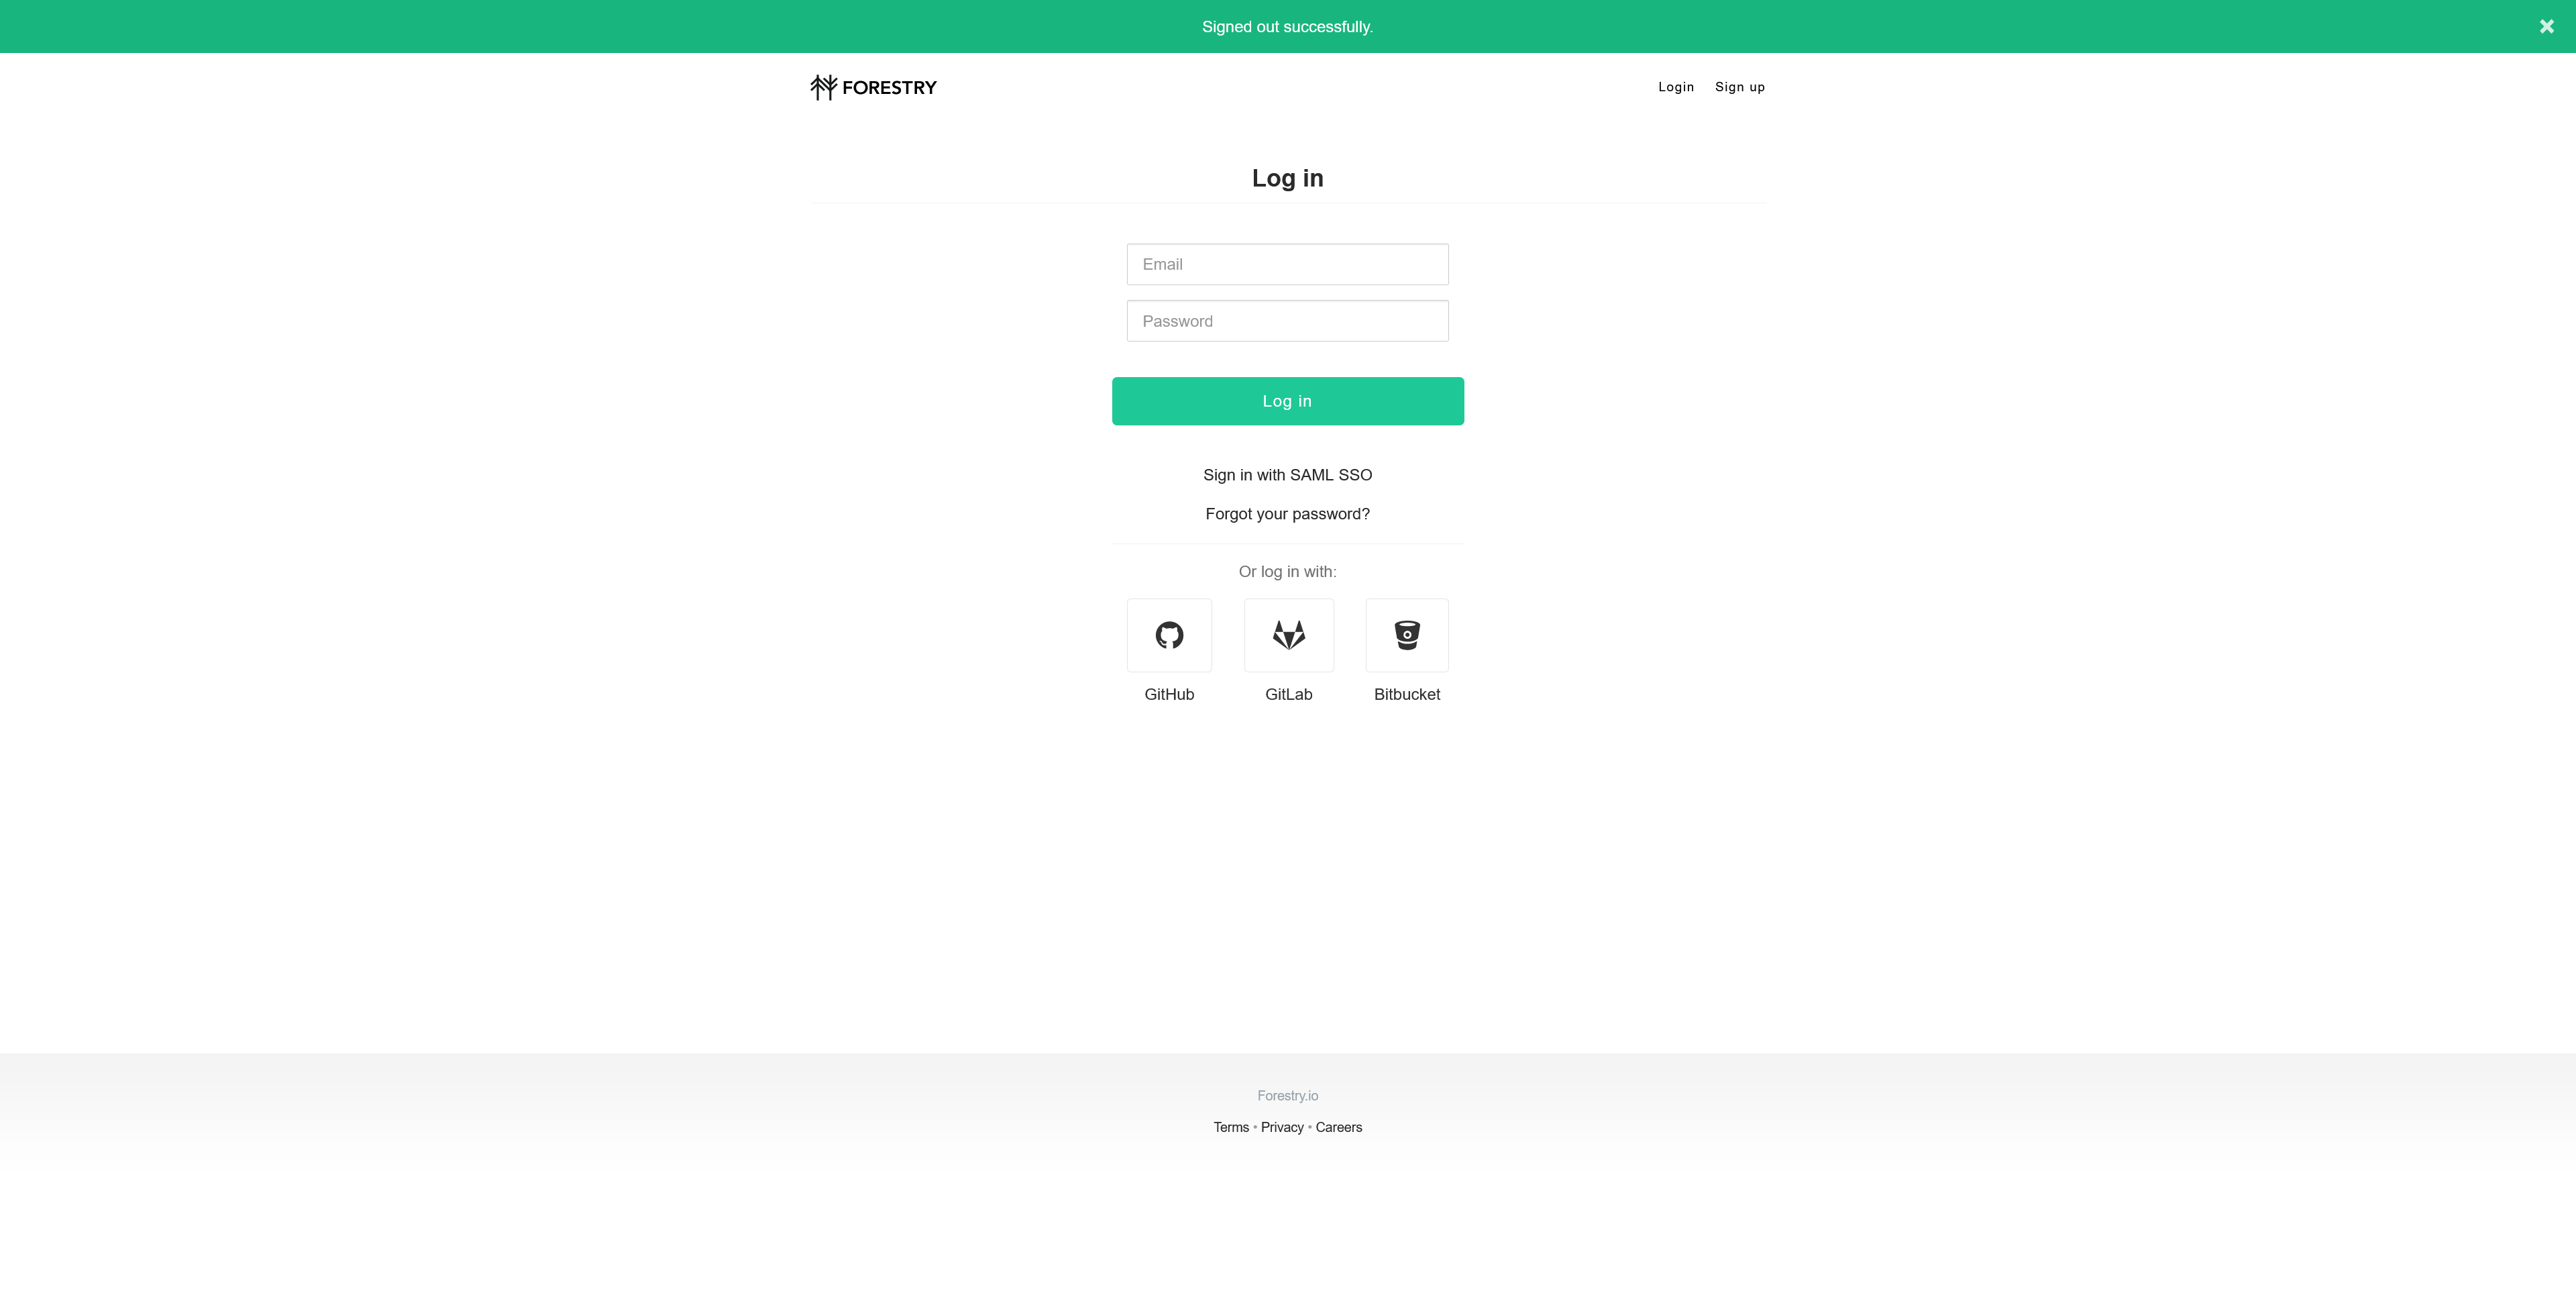 Signed out successfully.
FORESTRY
Login Sign up
Log in
Email
Password
Log in
Sign in with SAML SSO
Forgot your password?
Or log in with:
GitHub GitLab Bitbucket
Forestry.io
Terms • Privacy • Careers